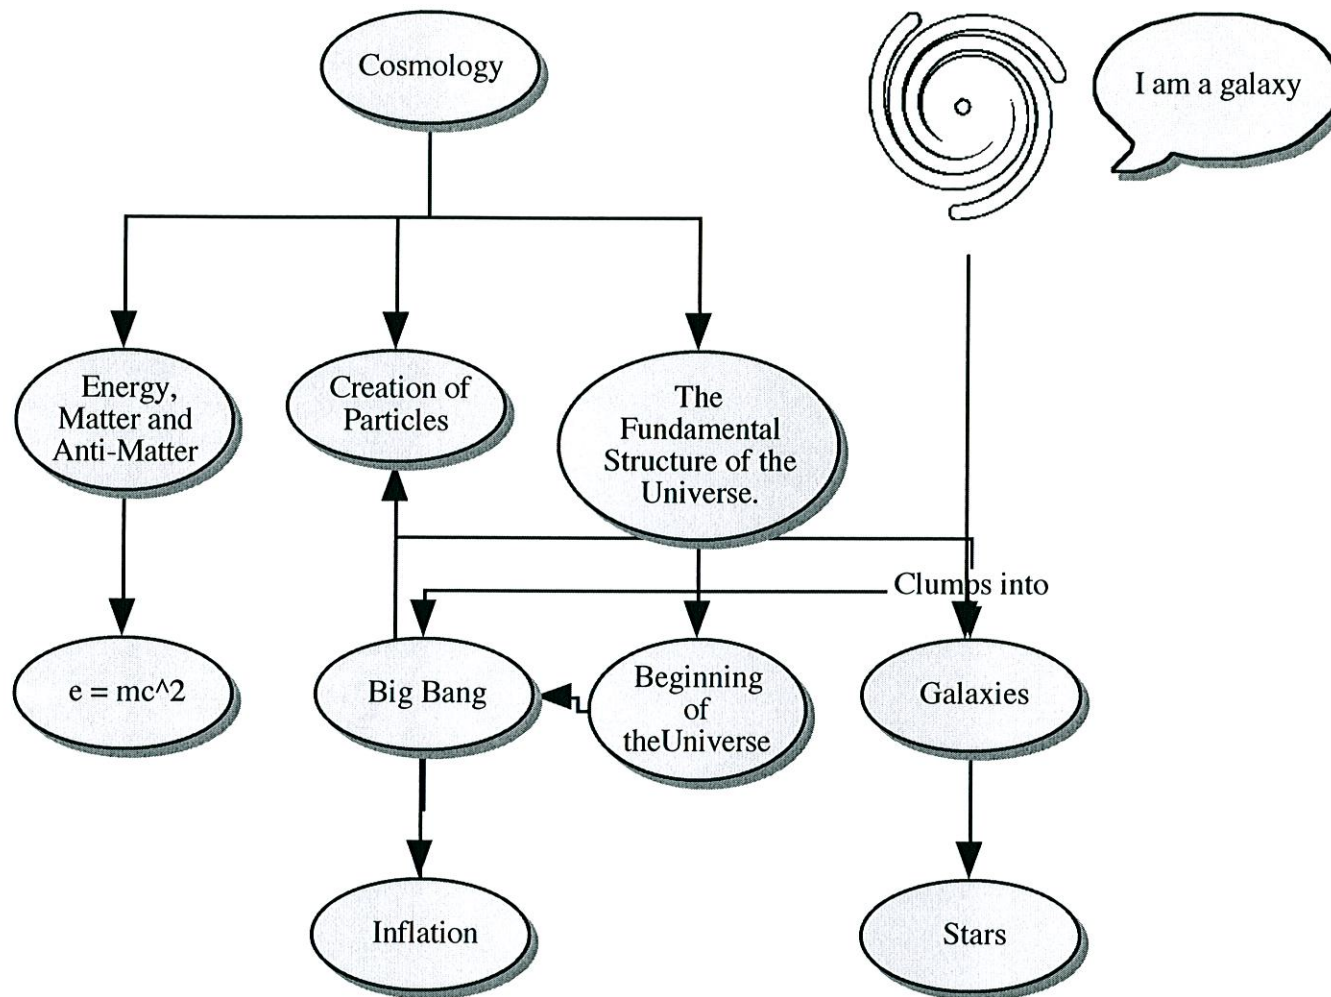 Cosmology
I am a galaxy
Energy,
Matter and
Anti-Matter
Creation of
Particles
The
Fundamental
Structure of the
Universe.
Clumps into
e = mc^2
Big Bang
Beginning
of
theUniverse
Galaxies
Inflation
Stars